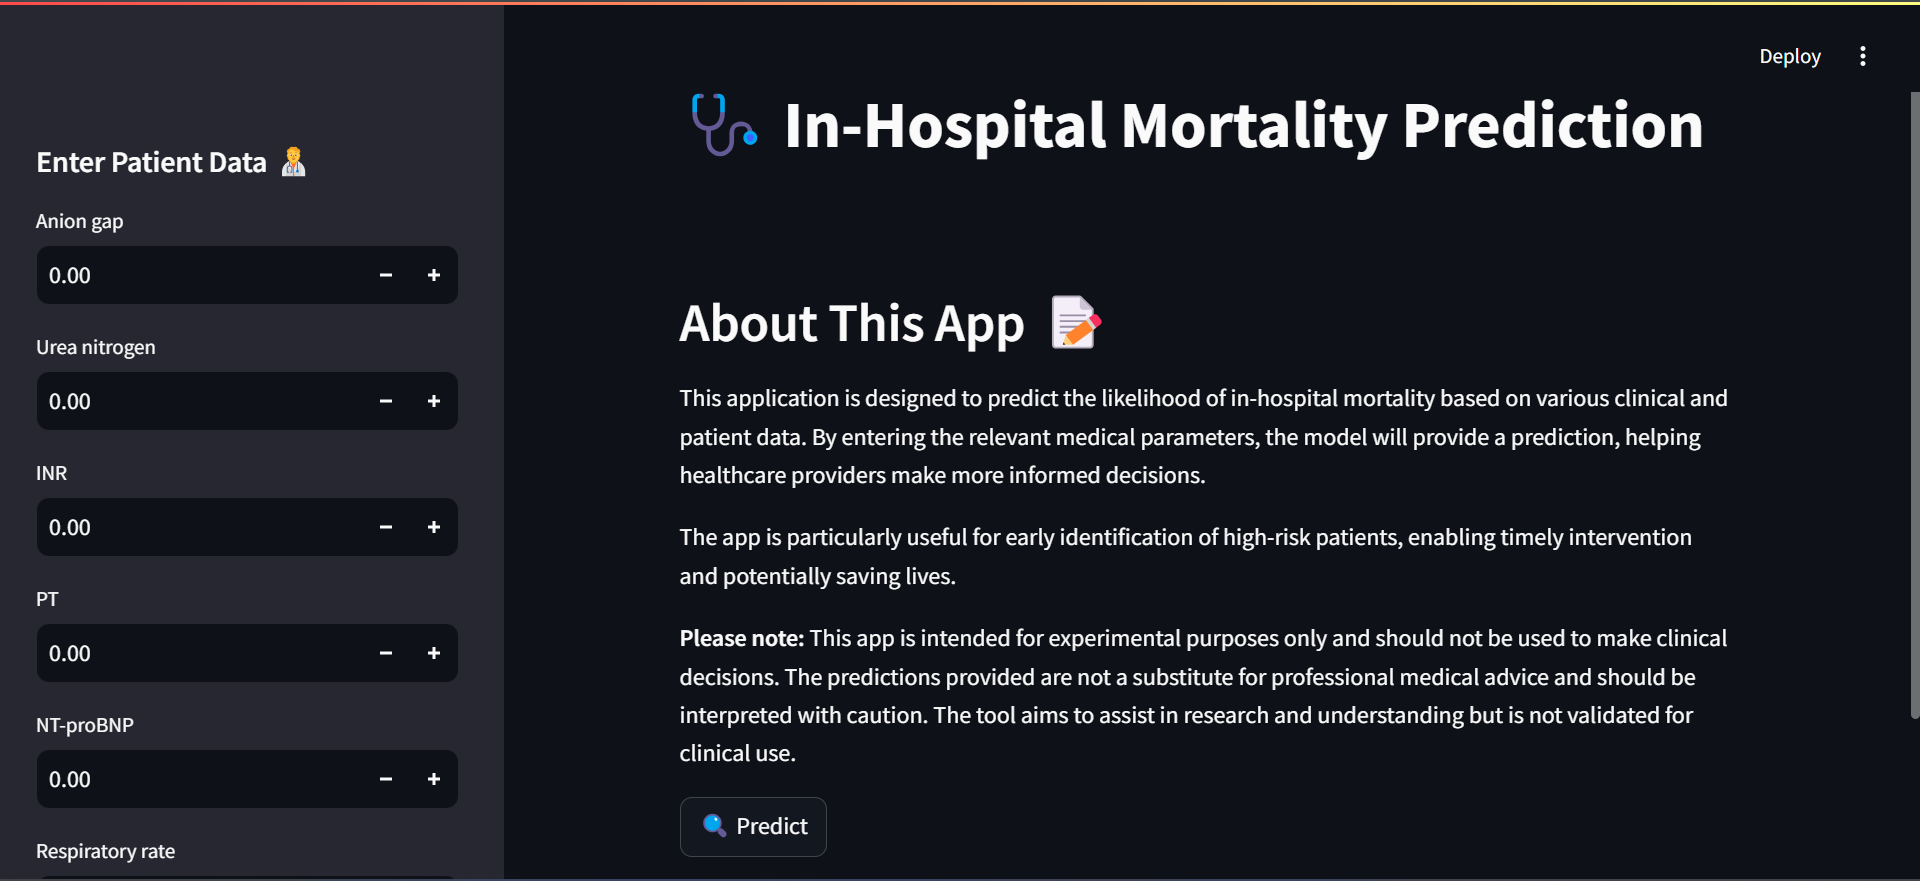 Deploy
Enter Patient Data
Anion gap
0.00
Urea nitrogen
0.00
INR
0.00
PT
0.00
NT-proBNP
0.00
Respiratory rate
In-Hospital Mortality Prediction
About This App
This application is designed to predict the likelihood of in-hospital mortality based on various clinical and
patient data. By entering the relevant medical parameters, the model will provide a prediction, helping
healthcare providers make more informed decisions.
The app is particularly useful for early identification of high-risk patients, enabling timely intervention
and potentially saving lives.
Please note: This app is intended for experimental purposes only and should not be used to make clinical
decisions. The predictions provided are not a substitute for professional medical advice and should be
interpreted with caution. The tool aims to assist in research and understanding but is not validated for
clinical use.
Predict